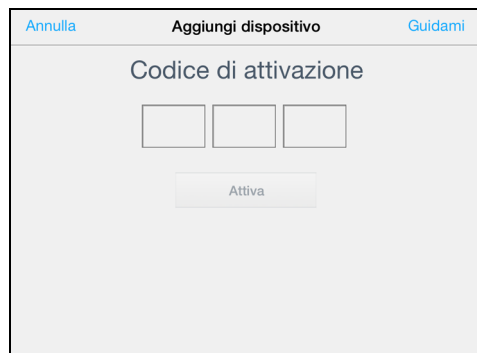 Annulla Aggiungi dispositivo Guidami
Codice di attivazione
Attiva